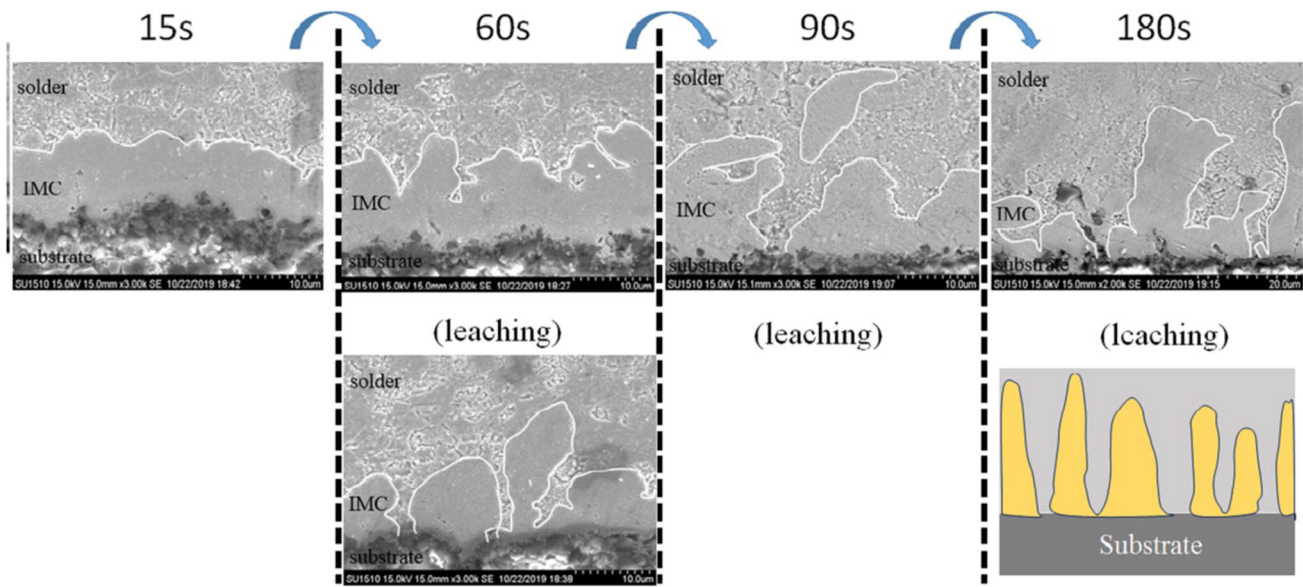 15s
60s
90s
180s
solder
IMC
substrate
SU1510 15.0kV 15.0mm x3.00k SE 10/22/2019 18:42 10.0um
solder
IMC
substrate
SU1510 15.0kV 15.0mm x3.00k SE 10/22/2019 19:27 10.0um
solder
IMC
substrate
SU1510 15.0kV 15.1mm x3.00k SE 10/22/2019 19:07 10.0um
solder
IMC
substrate
SU1510 15.0kV 15.0mm x2.00k SE 10/22/2019 19:15 20.0um
(leaching)
(leaching)
(lcaching)
solder
IMC
substrate
SU1510 15.0kV 15.0mm x3.00k SE 10/22/2019 18:38 10.0um
Substrate